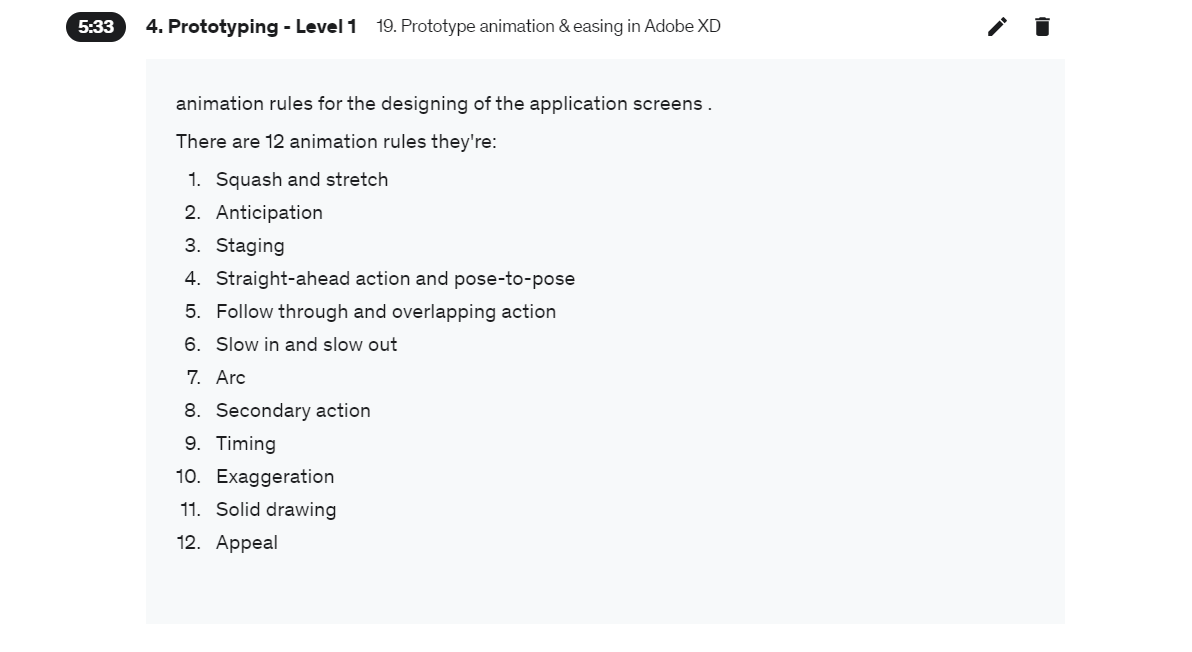 5:33 4. Prototyping - Level 1 19. Prototype animation & easing in Adobe XD
animation rules for the designing of the application screens .
There are 12 animation rules they're:
1. Squash and stretch
2. Anticipation
3. Staging
4. Straight-ahead action and pose-to-pose
5. Follow through and overlapping action
6. Slow in and slow out
7. Arc
8. Secondary action
9. Timing
10. Exaggeration
11. Solid drawing
12. Appeal